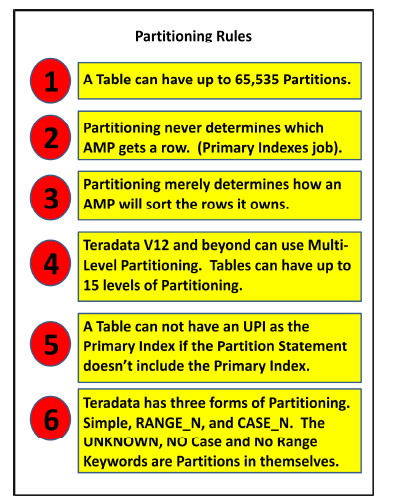 Partitioning Rules
1
A Table can have up to 65,535 Partitions.
2
Partitioning never determines which
AMP gets a row. (Primary Indexes job).
3
Partitioning merely determines how an
AMP will sort the rows it owns.
4
Teradata V12 and beyond can use Multi-
Level Partitioning. Tables can have up to
15 levels of Partitioning.
5
A Table can not have an UPI as the
Primary Index if the Partition Statement
doesn't include the Primary Index.
6
Teradata has three forms of Partitioning.
Simple, RANGE_N, and CASE_N. The
UNKNOWN, NO Case and No Range
Keywords are Partitions in themselves.